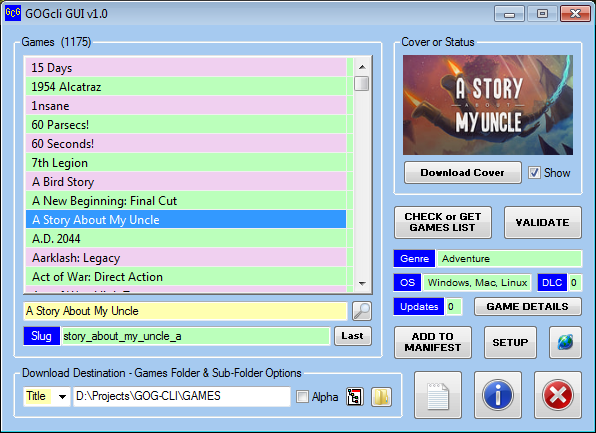 GOGcli GUI v1.0
Games (1175)
15 Days
1954 Alcatraz
1nsane
60 Parsecs!
60 Seconds!
7th Legion
A Bird Story
A New Beginning: Final Cut
A Story About My Uncle
A.D. 2044
Aarklash: Legacy
Act of War: Direct Action
A Story About My Uncle
Slug story_about_my_uncle_a Last
Cover or Status
A STORY
ABOUT
MY UNCLE
Download Cover Show
CHECK or GET
GAMES LIST
VALIDATE
Genre Adventure
OS Windows, Mac, Linux DLC 0
Updates 0 GAME DETAILS
ADD TO
MANIFEST
SETUP
Download Destination - Games Folder & Sub-Folder Options
Title D:\Projects\GOG-CLI\GAMES Alpha